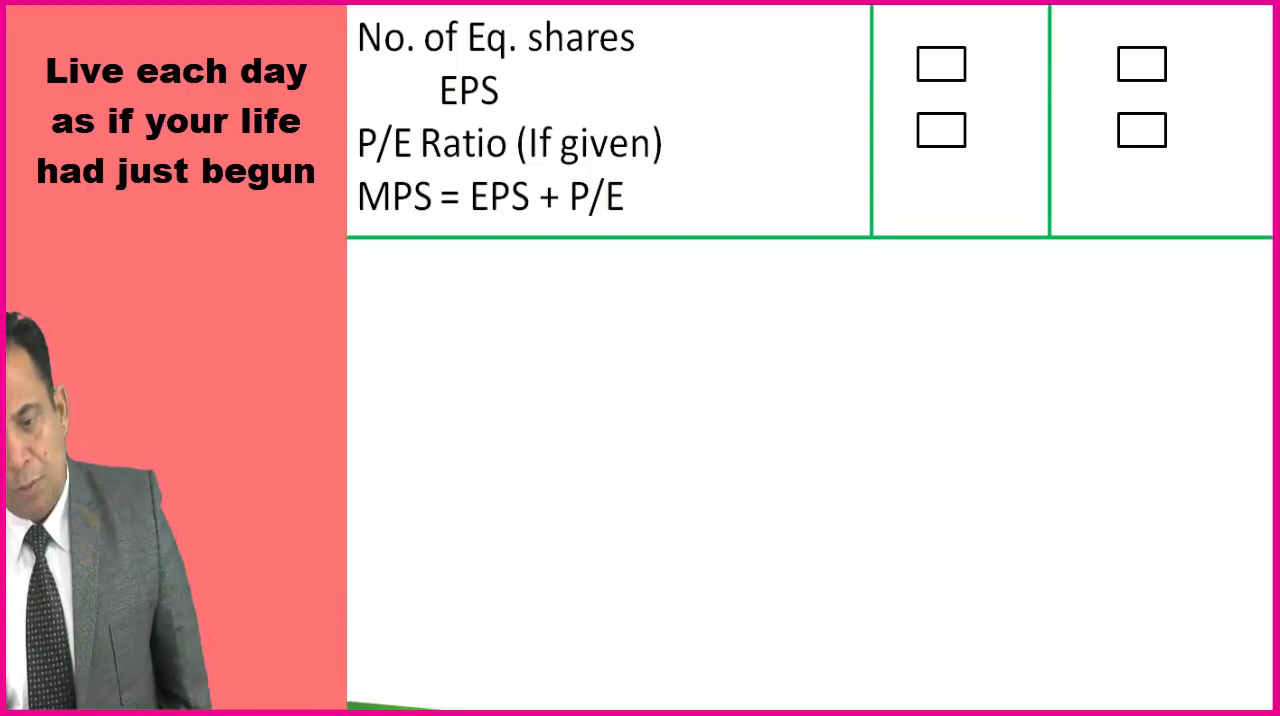 Live each day
as if your life
had just begun
No. of Eq. shares
EPS
P/E Ratio (If given)
MPS = EPS + P/E